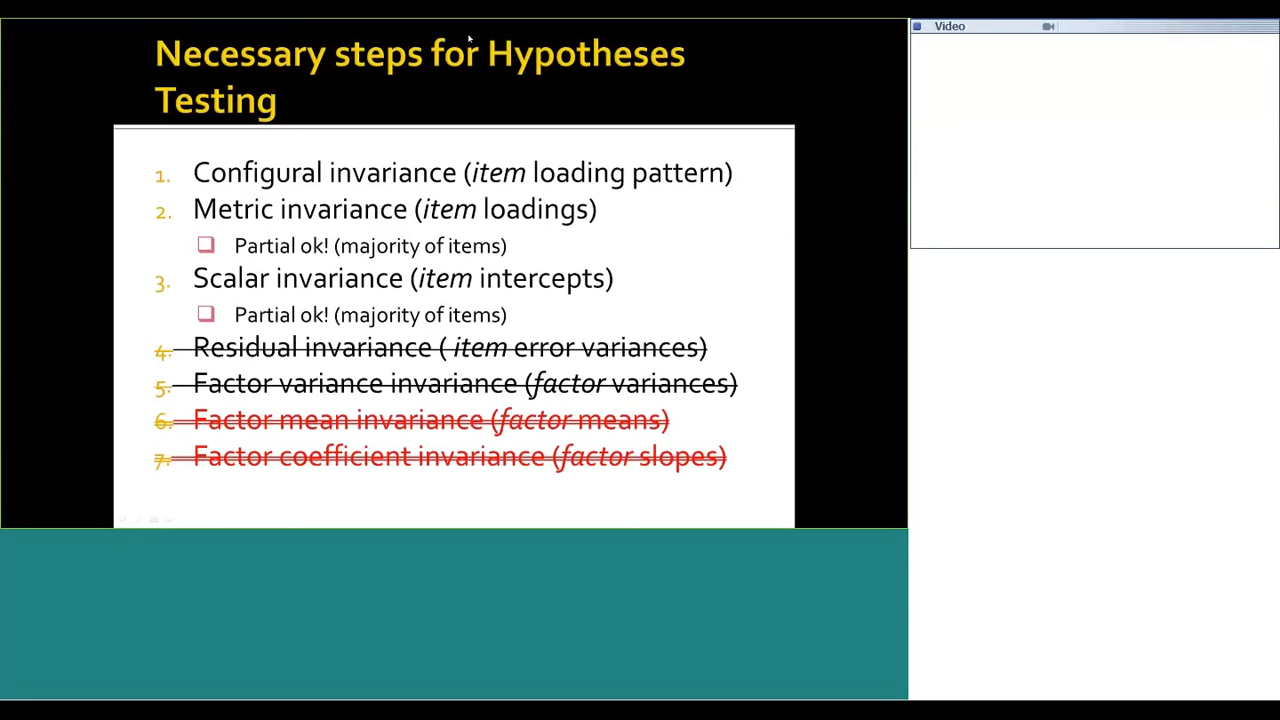 Necessary steps for Hypotheses
Testing
Video
1. Configural invariance (item loading pattern)
2. Metric invariance (item loadings)
Partial ok! (majority of items)
3. Scalar invariance (item intercepts)
Partial ok! (majority of items)
4. Residual invariance ( item error variances)
5. Factor variance invariance (factor variances)
6. Factor mean invariance (factor means)
7. Factor coefficient invariance (factor slopes)